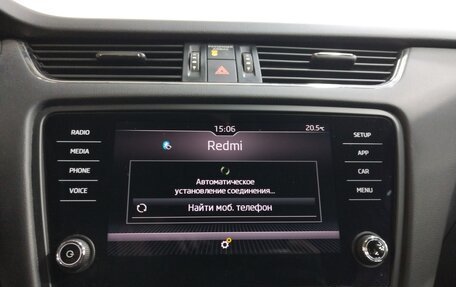 15:06
20.5°C
Redmi
Автоматическое
установление соединения...
Найти моб. телефон
RADIO
MEDIA
PHONE
VOICE
SETUP
APP
CAR
MENU